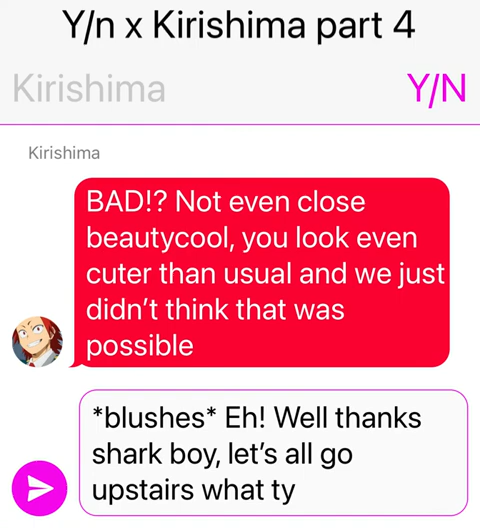 Y/n x Kirishima part 4
Kirishima
Y/N
Kirishima
BAD!? Not even close
beautycool, you look even
cuter than usual and we just
didn't think that was
possible
*blushes* Eh! Well thanks
shark boy, let's all go
upstairs what ty